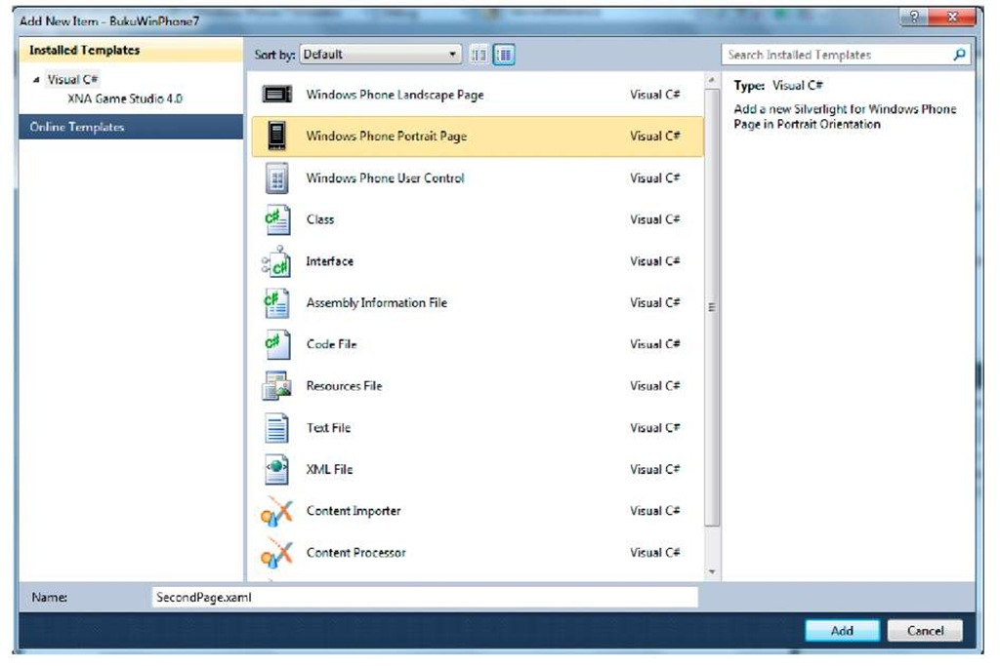 Add New Item - BukuWinPhone7
Installed Templates
Visual C#
XNA Game Studio 4.0
Online Templates
Sort by: Default
Search Installed Templates
Windows Phone Landscape Page Visual C#
Windows Phone Portrait Page Visual C#
Windows Phone User Control Visual C#
Class Visual C#
Interface Visual C#
Assembly Information File Visual C#
Code File Visual C#
Resources File Visual C#
Text File Visual C#
XML File Visual C#
Content Importer Visual C#
Content Processor Visual C#
Type: Visual C#
Add a new Silverlight for Windows Phone
Page in Portrait Orientation
Name: SecondPage.xaml
Add Cancel